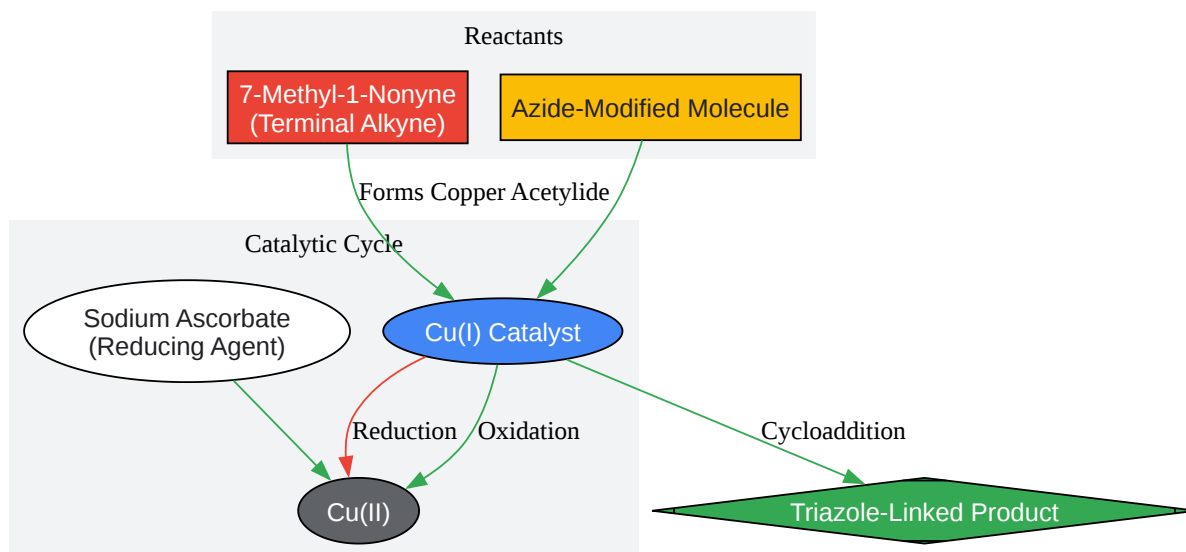 Reactants
7-Methyl-1-Nonyne
(Terminal Alkyne)
Azide-Modified Molecule
Forms Copper Acetylide
Catalytic Cycle
Sodium Ascorbate
(Reducing Agent)
Cu(I) Catalyst
Reduction
Oxidation
Cycloaddition
Cu(II)
Triazole-Linked Product